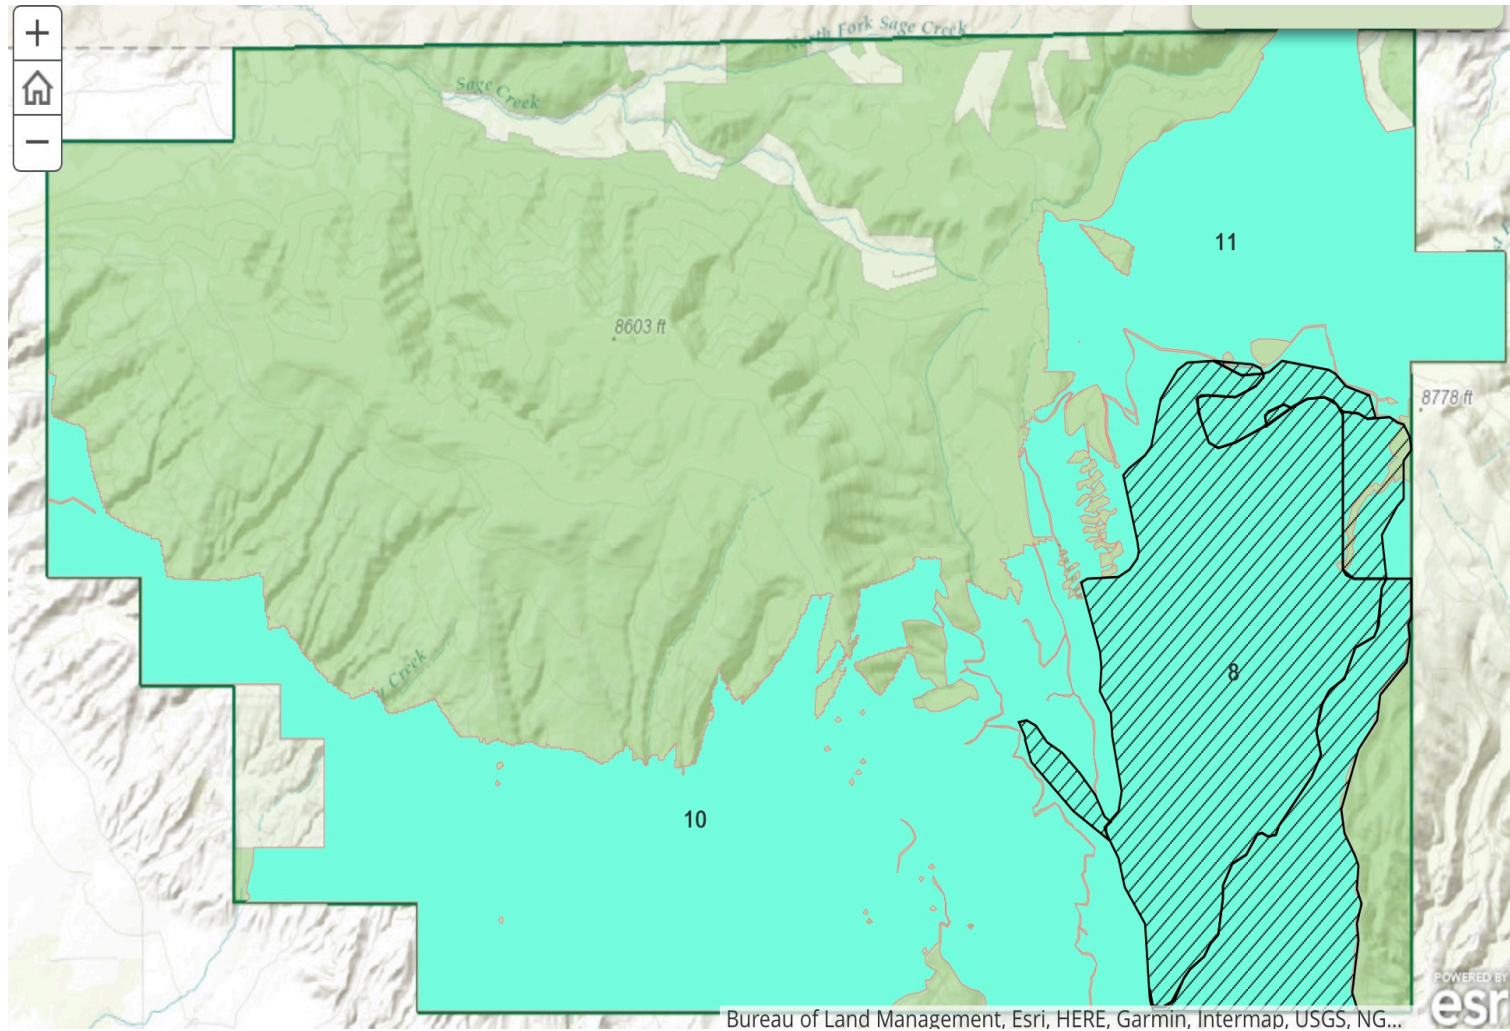 +
North Fork Sage Creek
Sage Creek
−
11
8603 ft
8778 ft
Creek
8
10
POWERED BY
esri
Bureau of Land Management, Esri, HERE, Garmin, Intermap, USGS, NG...